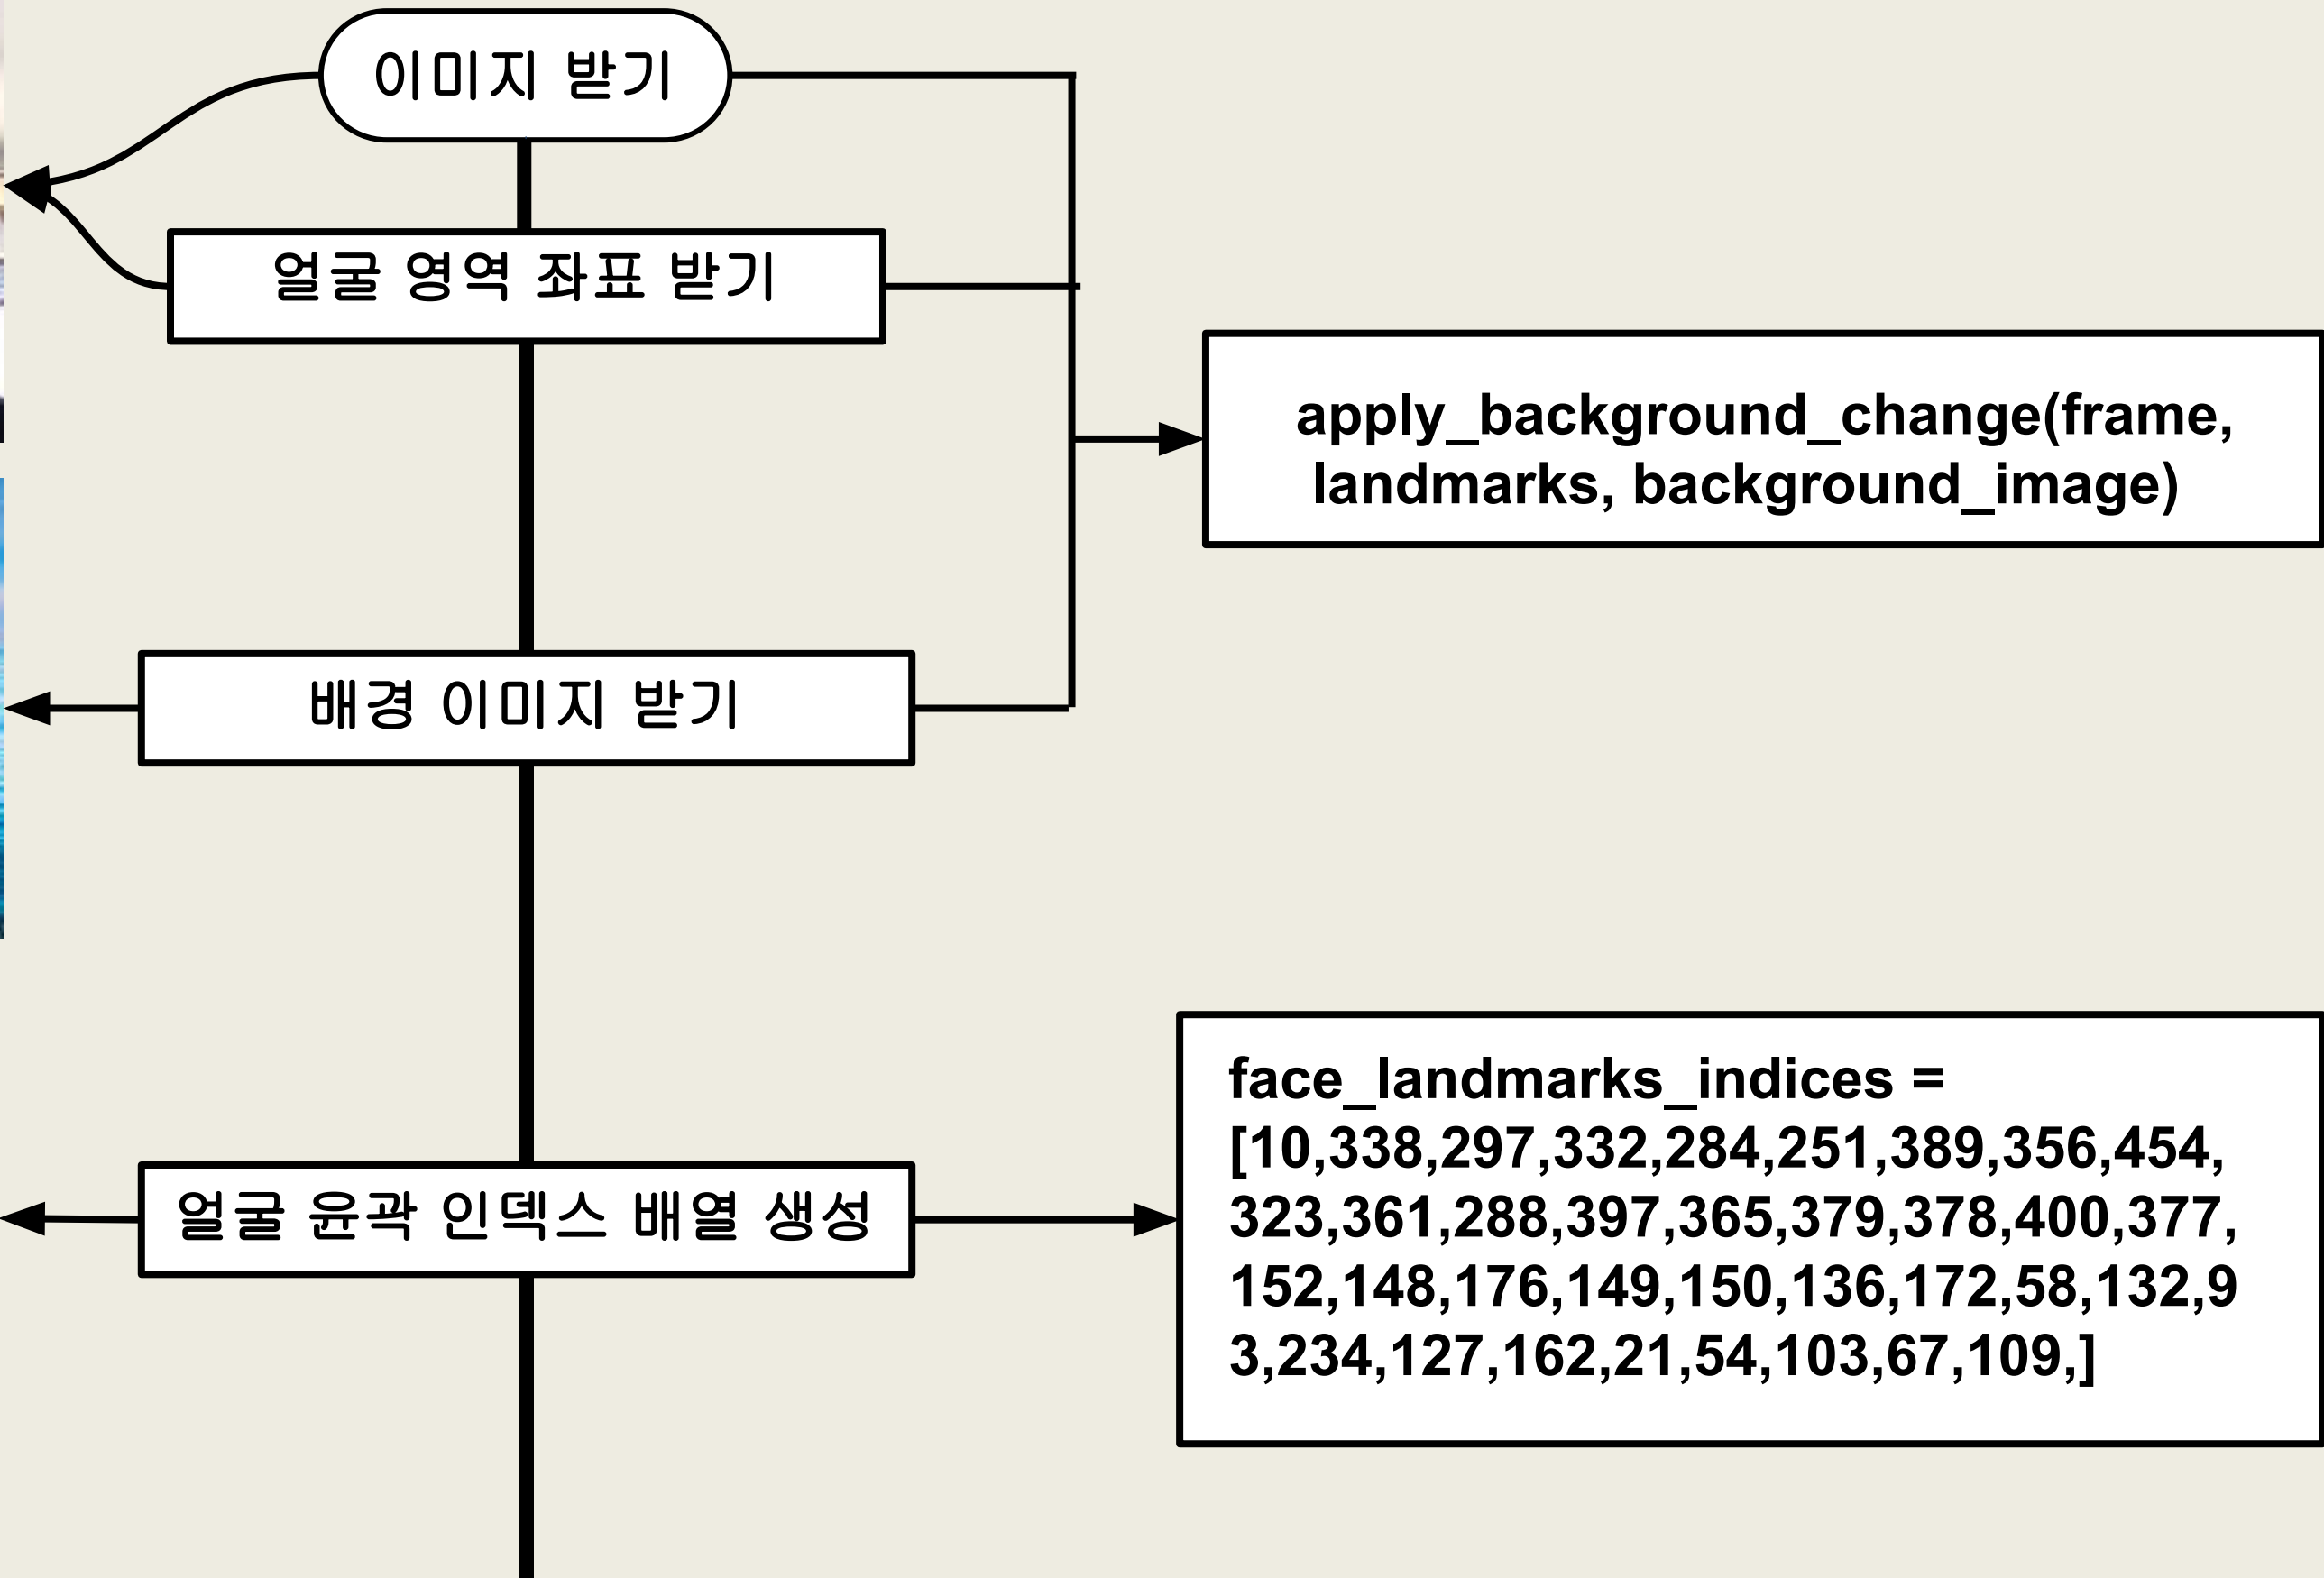 이미지 받기
얼굴 영역 좌표 받기
apply_background_change(frame,
landmarks, background_image)
배경 이미지 받기
얼굴 윤곽 인덱스 배열 생성
face_landmarks_indices =
[10,338,297,332,284,251,389,356,454,
323,361,288,397,365,379,378,400,377,
152,148,176,149,150,136,172,58,132,9
3,234,127,162,21,54,103,67,109,]